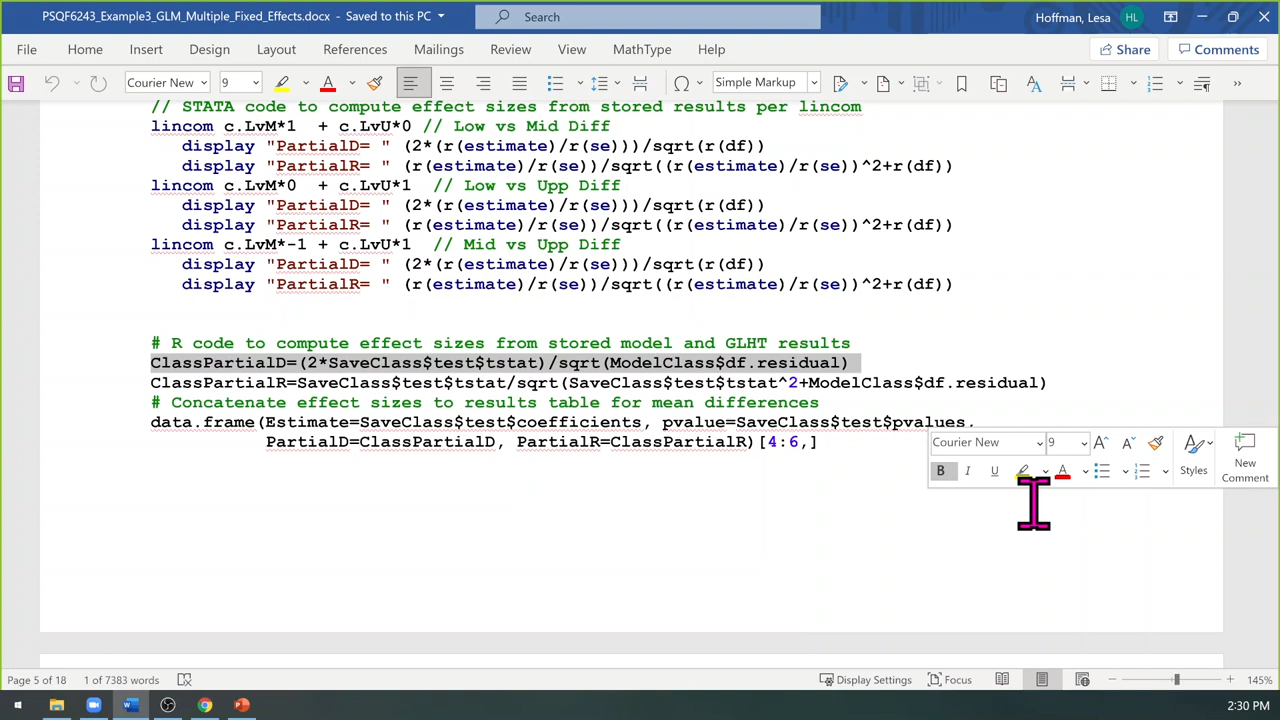 PSQF6243_Example3_GLM_Multiple_Fixed_Effects.docx - Saved to this PC
Search
Hoffman, Lesa
HL
File Home Insert Design Layout References Mailings Review View MathType Help
Share
Comments
Courier New 9
Simple Markup
// STATA code to compute effect sizes from stored results per lincom
lincom c.LvM*1 + c.LvU*0 // Low vs Mid Diff
display "PartialD= " (2*(r(estimate)/r(se)))/sqrt(r(df))
display "PartialR= " (r(estimate)/r(se))/sqrt((r(estimate)/r(se))^2+r(df))
lincom c.LvM*0 + c.LvU*1 // Low vs Upp Diff
display "PartialD= " (2*(r(estimate)/r(se)))/sqrt(r(df))
display "PartialR= " (r(estimate)/r(se))/sqrt((r(estimate)/r(se))^2+r(df))
lincom c.LvM*-1 + c.LvU*1 // Mid vs Upp Diff
display "PartialD= " (2*(r(estimate)/r(se)))/sqrt(r(df))
display "PartialR= " (r(estimate)/r(se))/sqrt((r(estimate)/r(se))^2+r(df))
# R code to compute effect sizes from stored model and GLHT results
ClassPartialD=(2*SaveClass$test$tstat)/sqrt(ModelClass$df.residual)
ClassPartialR=SaveClass$test$tstat/sqrt(SaveClass$test$tstat^2+ModelClass$df.residual)
# Concatenate effect sizes to results table for mean differences
data.frame(Estimate=SaveClass$test$coefficients, pvalue=SaveClass$test$pvalues,
PartialD=ClassPartialD, PartialR=ClassPartialR)[4:6,]
Courier New 9
B I U
Styles
New
Comment
Page 5 of 18
1 of 7383 words
Display Settings
Focus
145%
2:30 PM